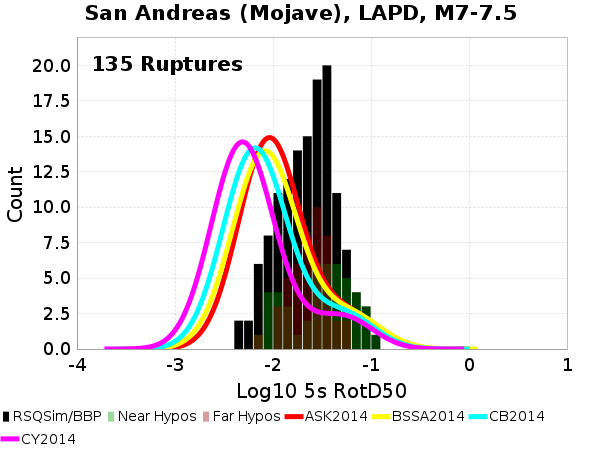 San Andreas (Mojave), LAPD, M7-7.5
135 Ruptures
20.0
17.5
15.0
12.5
10.0
7.5
5.0
2.5
0.0
Count
-4 -3 -2 -1 0 1
Log10 5s RotD50
RSQSim/BBP Near Hypos Far Hypos ASK2014 BSSA2014 CB2014
CY2014